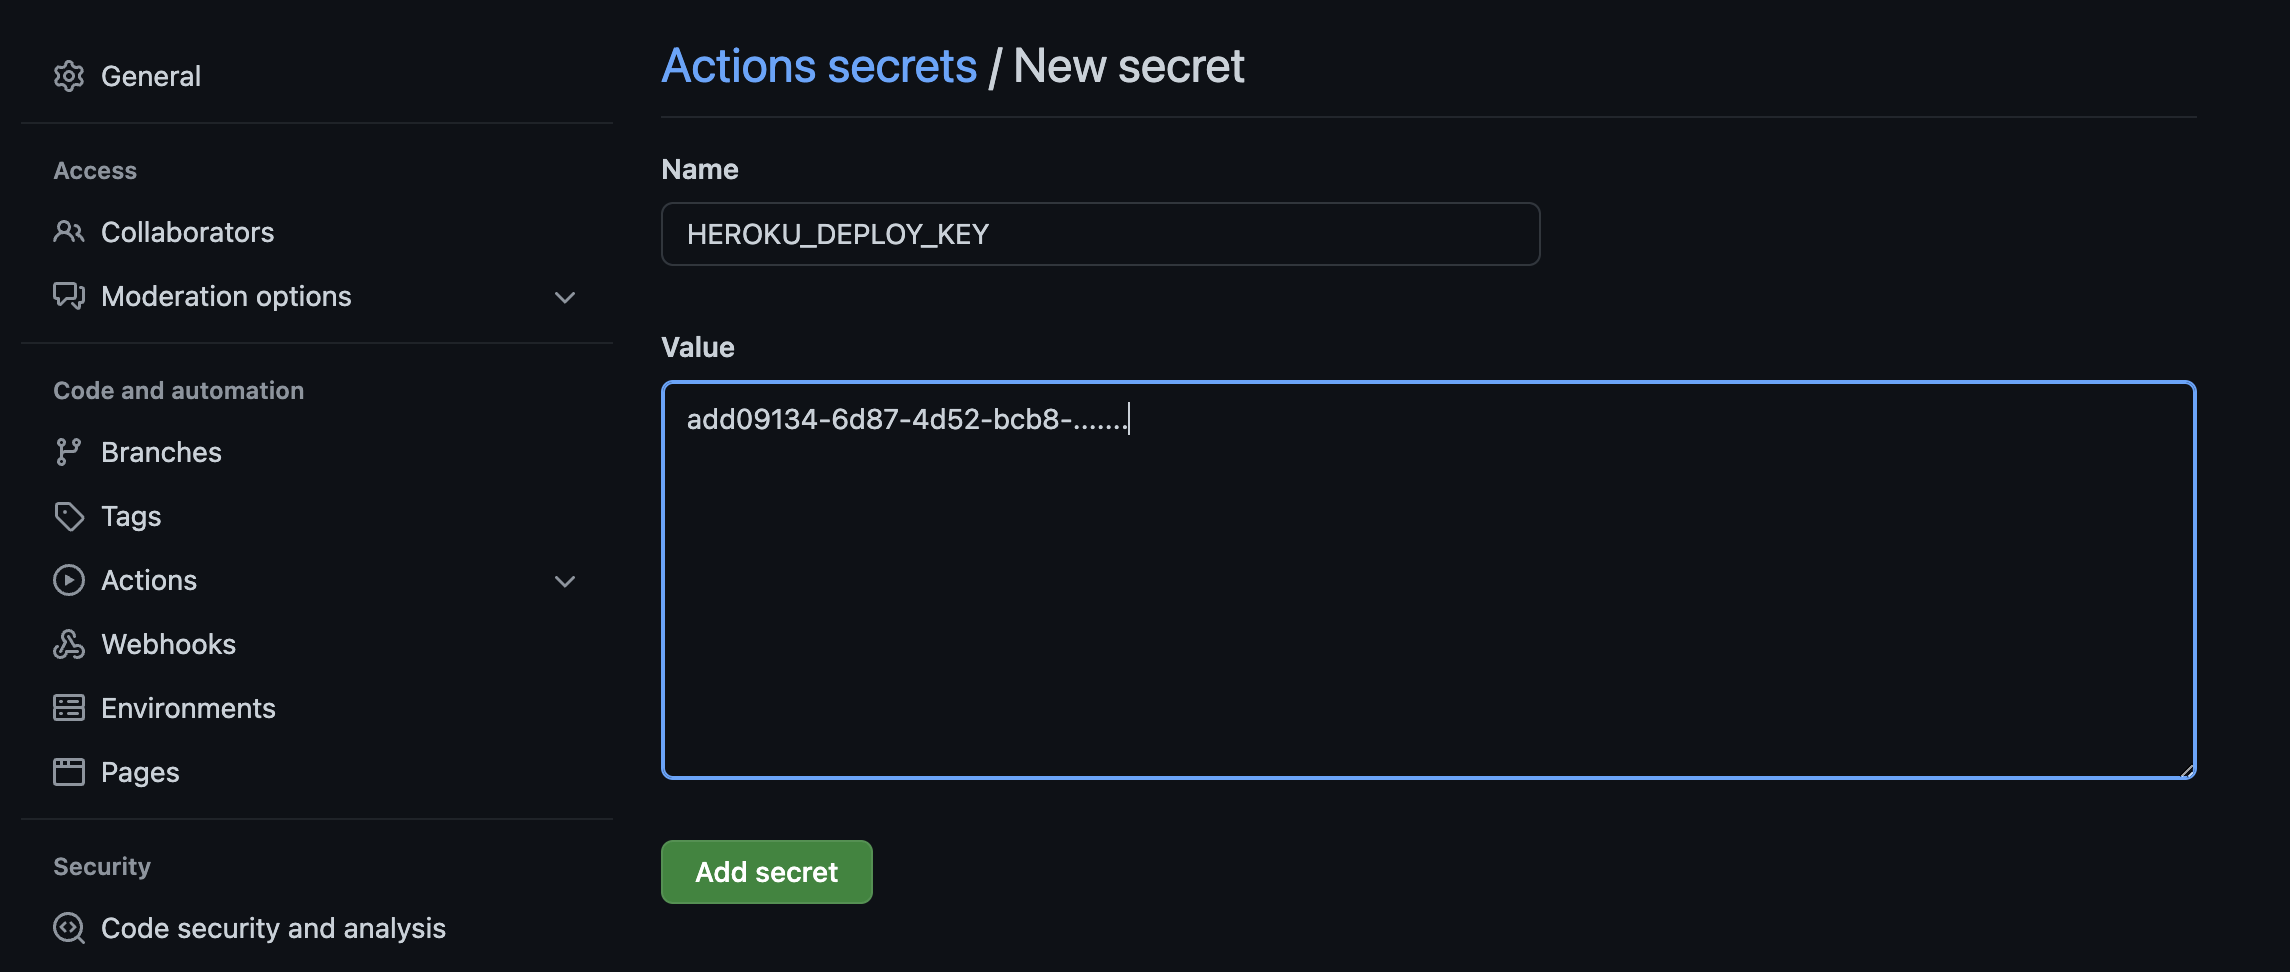 General
Access
Collaborators
Moderation options
Code and automation
Branches
Tags
Actions
Webhooks
Environments
Pages
Security
Code security and analysis
Actions secrets / New secret
Name
HEROKU_DEPLOY_KEY
Value
add09134-6d87-4d52-bcb8-.......
Add secret